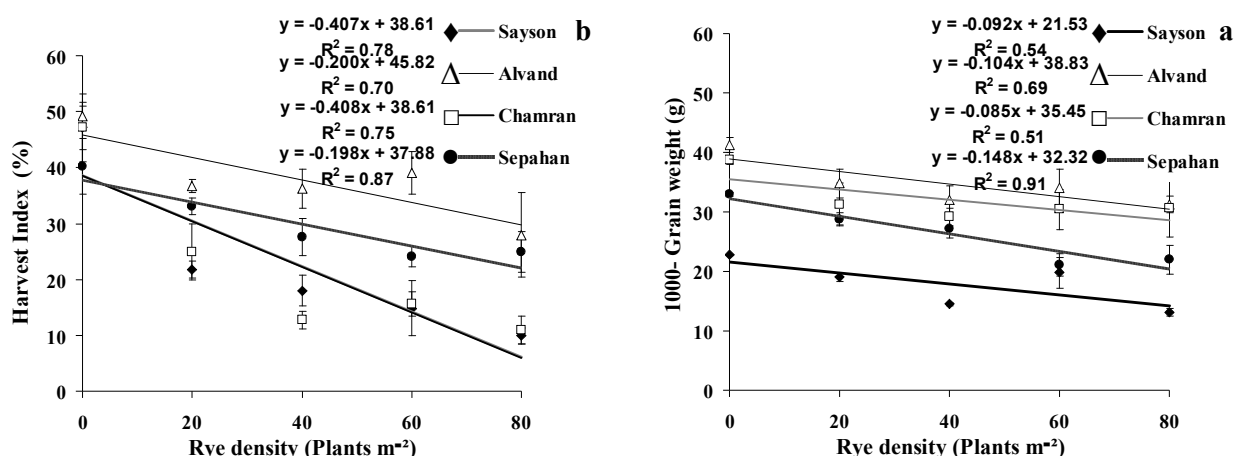 y = -0.407x + 38.61
R² = 0.78
y = -0.200x + 45.82
R² = 0.70
y = -0.408x + 38.61
R² = 0.75
y = -0.198x + 37.88
R² = 0.87
Sayson
Alvand
Chamran
Sepahan
b
60
50
40
30
20
10
0
Harvest Index (%)
0 20 40 60 80
Rye density (Plants m⁻²)
y = -0.092x + 21.53
R² = 0.54
y = -0.104x + 38.83
R² = 0.69
y = -0.085x + 35.45
R² = 0.51
y = -0.148x + 32.32
R² = 0.91
Sayson
Alvand
Chamran
Sepahan
a
60
50
40
30
20
10
0
1000- Grain weight (g)
0 20 40 60 80
Rye density (Plants m⁻²)